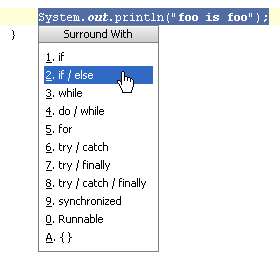 System.out.println("foo is foo");
}
Surround With
1. if
2. if / else
3. while
4. do / while
5. for
6. try / catch
7. try / finally
8. try / catch / finally
9. synchronized
0. Runnable
A. { }